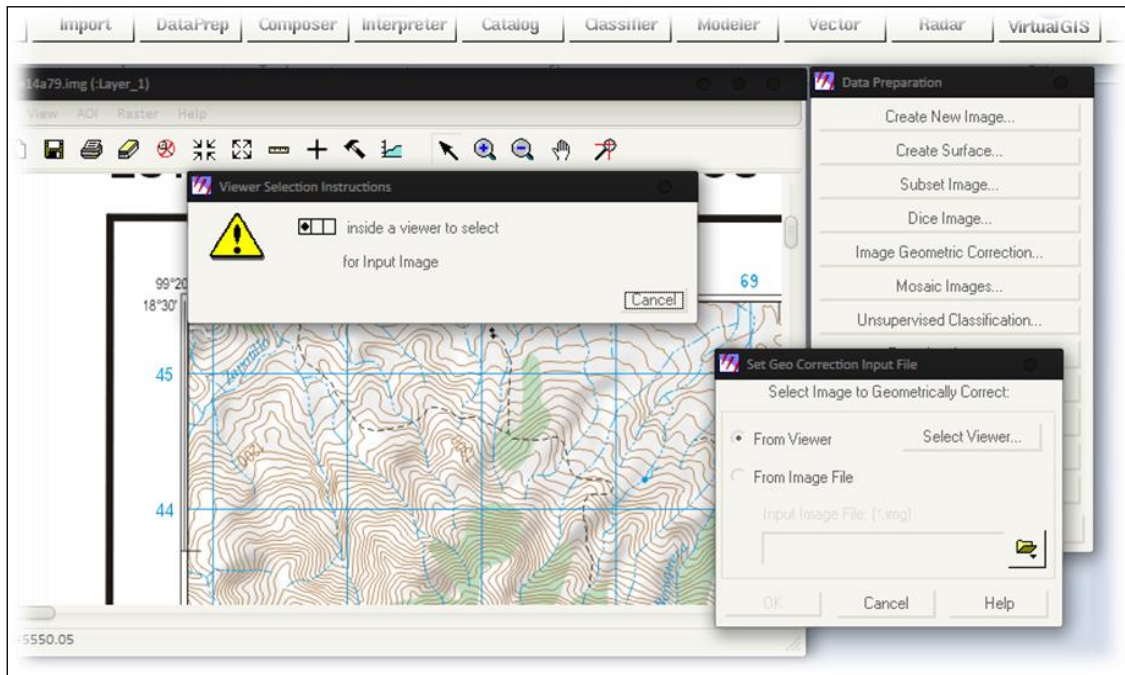 Import DataPrep Composer Interpreter Catalog Classifier Modeler Vector Radar VirtualGIS
14a79.img (:Layer_1)
View AOI Raster Help
Viewer Selection Instructions
inside a viewer to select
for Input Image
Cancel
99°20'
18°30'
69
45
44
1200
5550.05
Data Preparation
Create New Image...
Create Surface...
Subset Image...
Dice Image...
Image Geometric Correction...
Mosaic Images...
Unsupervised Classification...
Set Geo Correction Input File
Select Image to Geometrically Correct:
From Viewer Select Viewer...
From Image File
Input Image File: (*.img)
OK Cancel Help